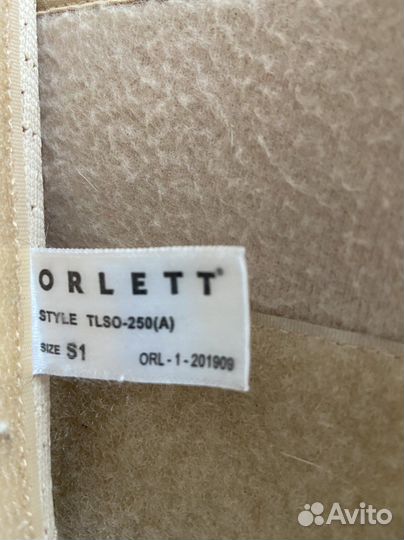 ORLETT®
STYLE TLSO-250(A)
SIZE S1
ORL-1-201909
Avito